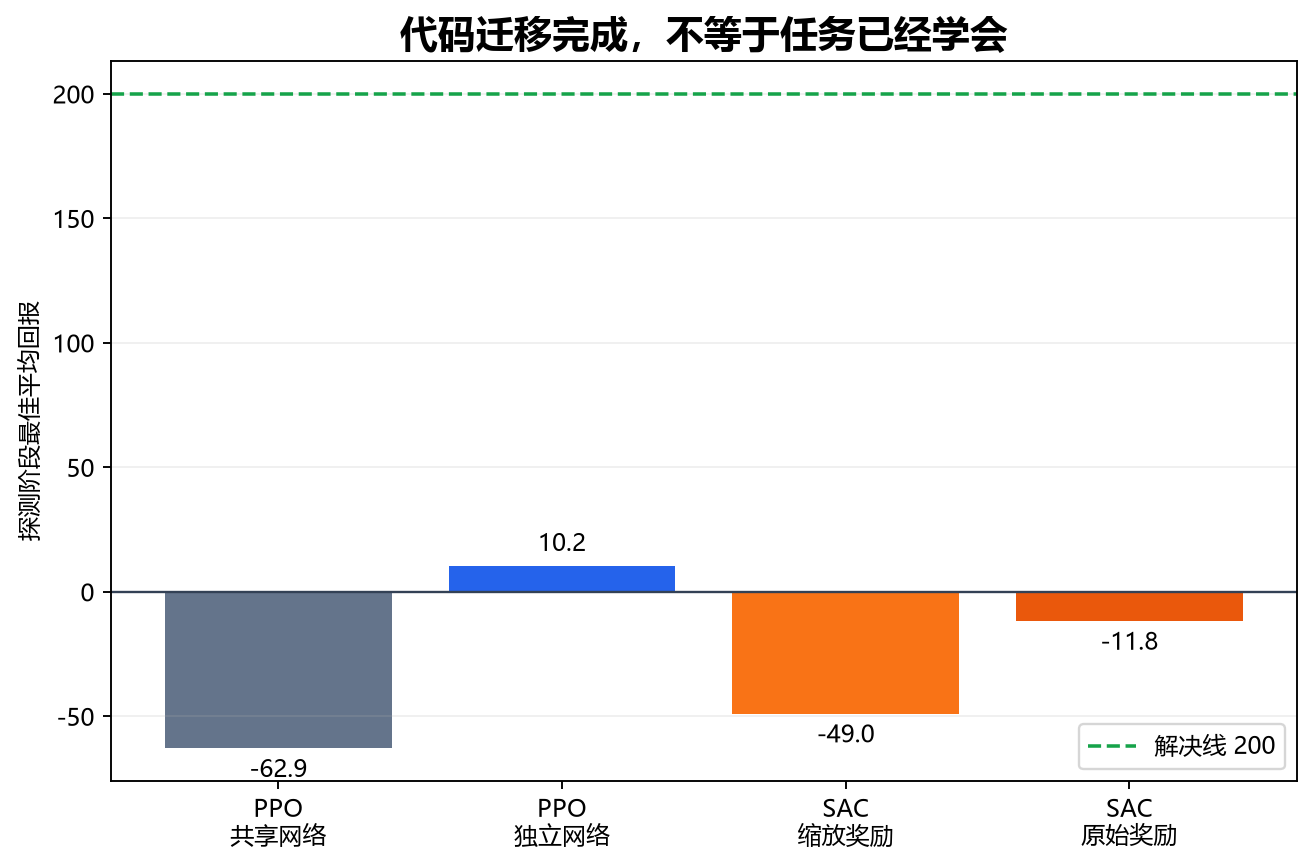 代码迁移完成，不等于任务已经学会
探测阶段最佳平均回报
200
150
100
50
0
-50
-62.9
10.2
-49.0
-11.8
解决线 200
PPO
共享网络
PPO
独立网络
SAC
缩放奖励
SAC
原始奖励